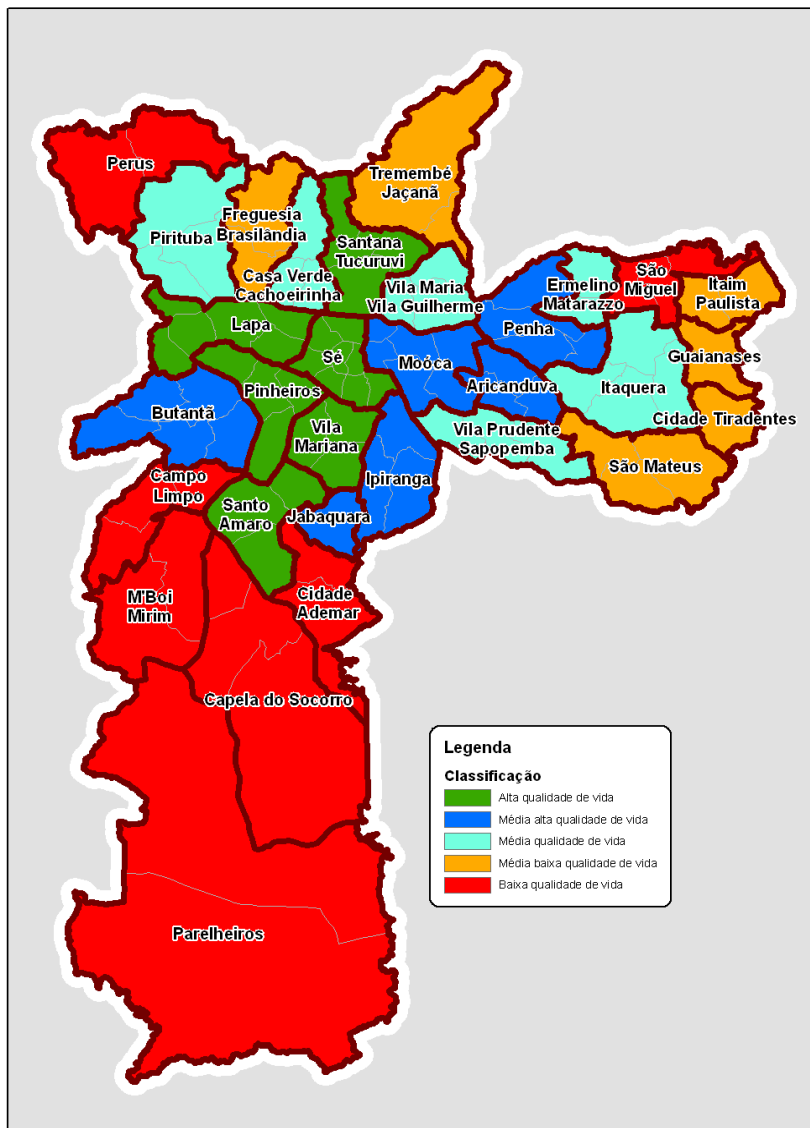 Perus
Tremembé
Jaçanã
Freguesia
Brasilândia
Pirituba
Santana
Tucuruvi
Casa Verde
Cachoeirinha
Vila Maria
Vila Guilherme
Ermelino
Matarazzo
São
Miguel
Itaim
Paulista
Lapa
Sé
Moóca
Penha
Guaianases
Pinheiros
Aricanduva
Itaquera
Butantã
Vila
Mariana
Vila Prudente
Sapopemba
Cidade Tiradentes
Ipiranga
São Mateus
Campo
Limpo
Santo
Amaro
Jabaquara
M'Boi
Mirim
Cidade
Ademar
Capela do Socorro
Parelheiros
Legenda
Classificação
Alta qualidade de vida
Média alta qualidade de vida
Média qualidade de vida
Média baixa qualidade de vida
Baixa qualidade de vida